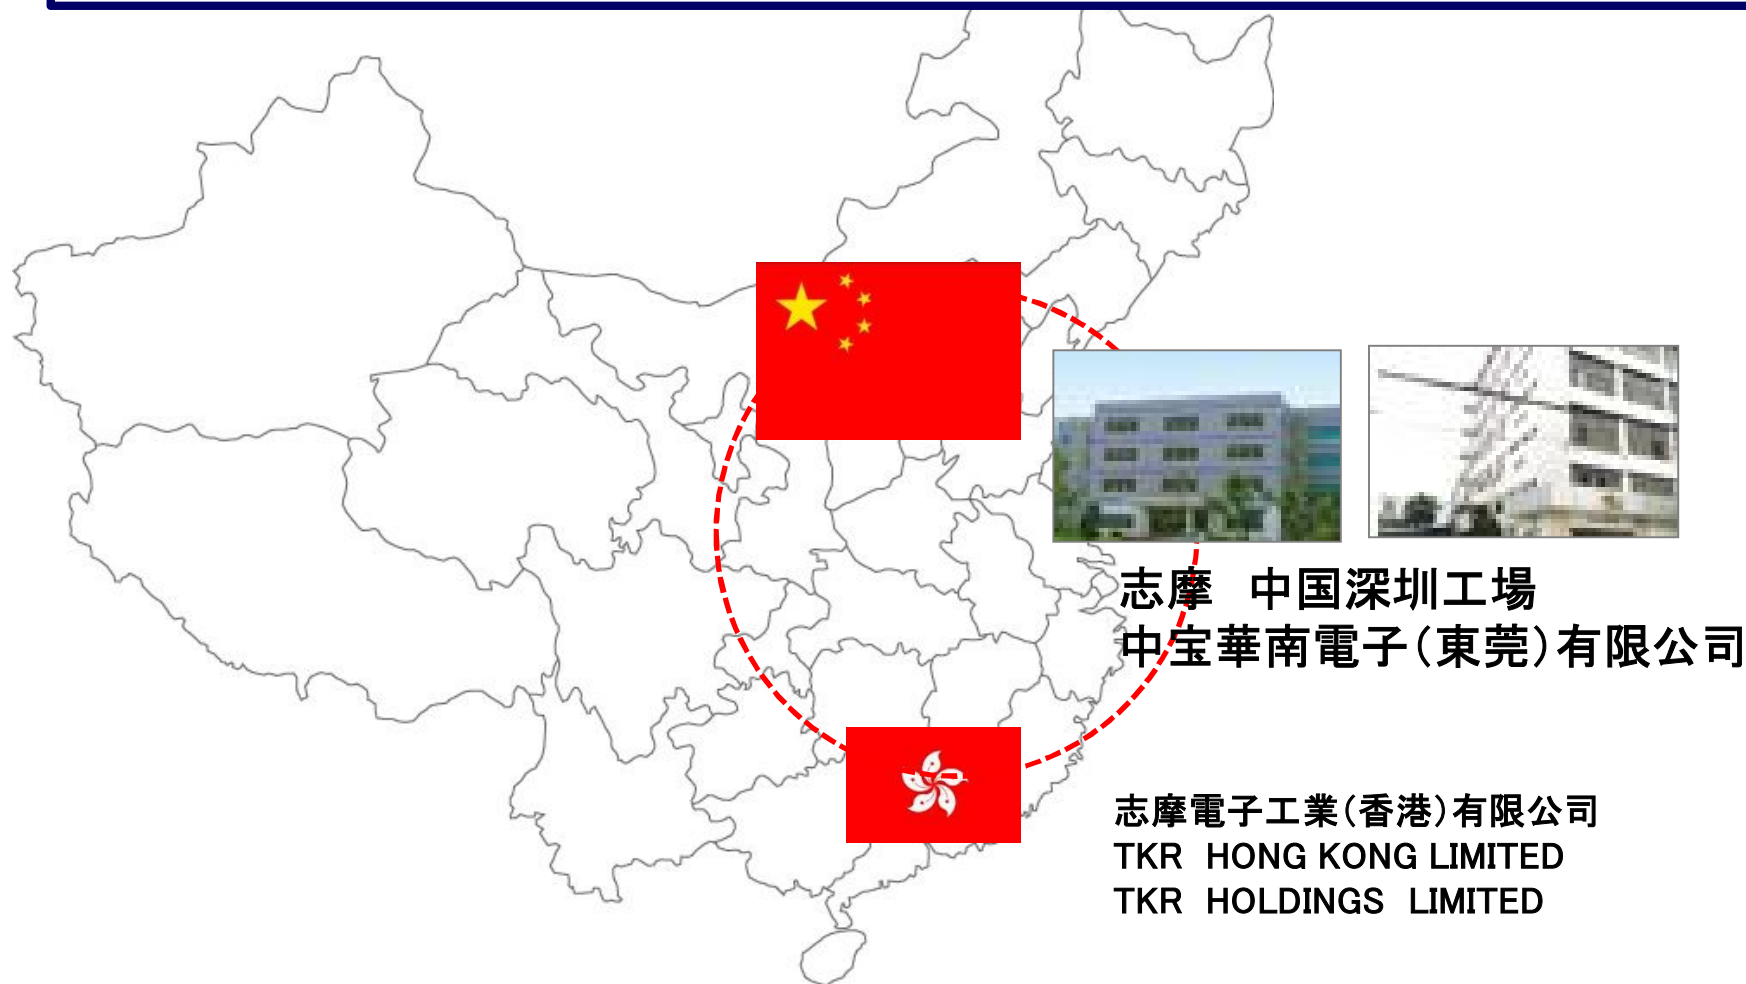 志摩　中国深圳工場
中宝華南電子（東莞）有限公司
志摩電子工業（香港）有限公司
TKR　HONG KONG LIMITED
TKR　HOLDINGS　LIMITED